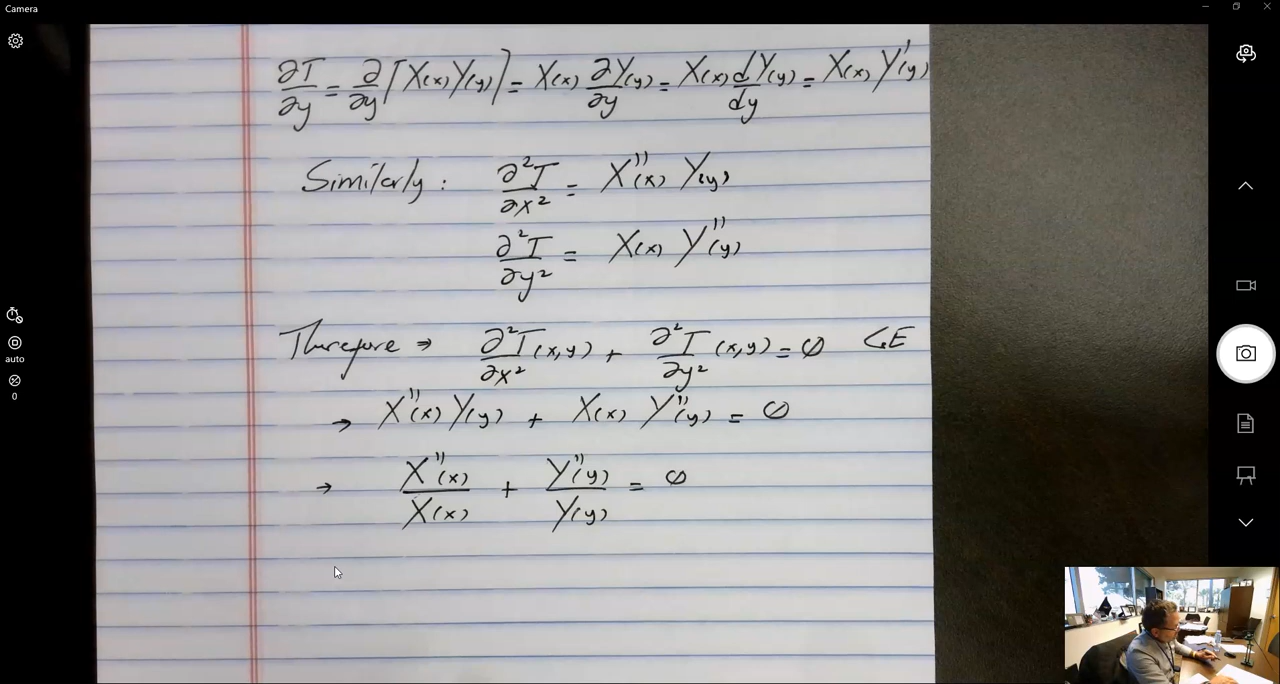 Camera
∂T/∂y = ∂/∂y [X(x) Y(y)] = X(x) ∂Y(y)/∂y = X(x) dY(y)/dy = X(x) Y'(y)
Similarly : ∂²T/∂x² = X''(x) Y(y)
∂²T/∂y² = X(x) Y''(y)
Therefore ⇒ ∂²T/∂x² (x,y) + ∂²T/∂y² (x,y) = 0 GE
→ X''(x) Y(y) + X(x) Y''(y) = 0
→ X''(x)/X(x) + Y''(y)/Y(y) = 0
auto
0